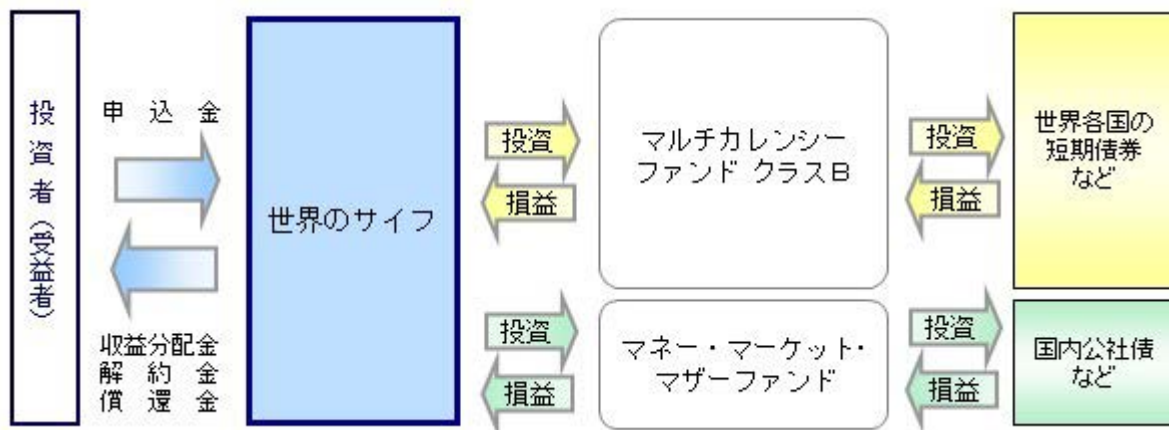 投資者(受益者)
申込金
収益分配金
解約金
償還金
世界のサイフ
投資
損益
投資
損益
マルチカレンシー
ファンド クラスB
マネー・マーケット・
マザーファンド
投資
損益
投資
損益
世界各国の
短期債券
など
国内公社債
など